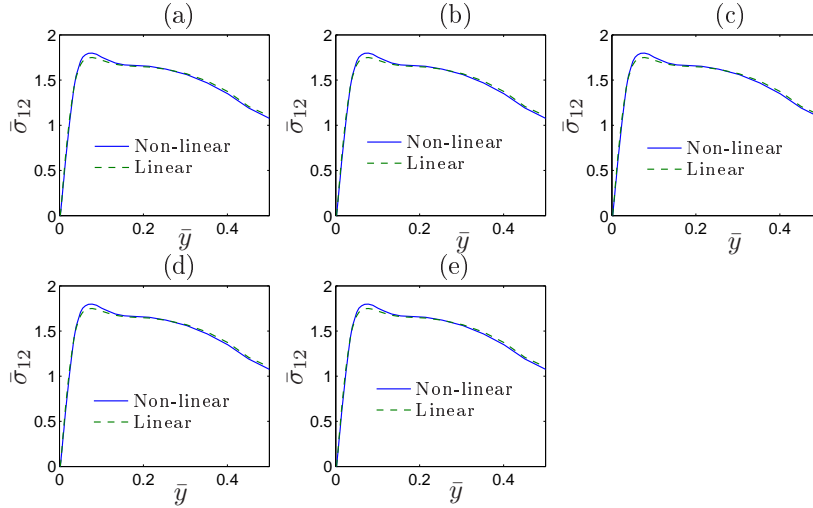 (a)
2
1.5
1
0.5
0
σ̄₁₂
Non-linear
Linear
0 0.2 0.4
ȳ
(b)
2
1.5
1
0.5
0
σ̄₁₂
Non-linear
Linear
0 0.2 0.4
ȳ
(c)
2
1.5
1
0.5
0
σ̄₁₂
Non-linear
Linear
0 0.2 0.4
ȳ
(d)
2
1.5
1
0.5
0
σ̄₁₂
Non-linear
Linear
0 0.2 0.4
ȳ
(e)
2
1.5
1
0.5
0
σ̄₁₂
Non-linear
Linear
0 0.2 0.4
ȳ